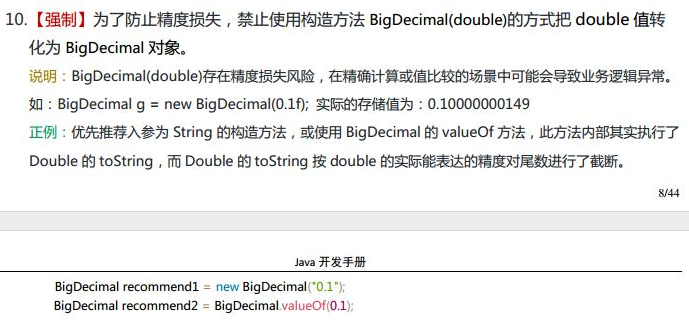 10.【强制】为了防止精度损失，禁止使用构造方法 BigDecimal(double)的方式把 double 值转
化为 BigDecimal 对象。
说明：BigDecimal(double)存在精度损失风险，在精确计算或值比较的场景中可能会导致业务逻辑异常。
如：BigDecimal g = new BigDecimal(0.1f); 实际的存储值为：0.10000000149
正例：优先推荐入参为 String 的构造方法，或使用 BigDecimal 的 valueOf 方法，此方法内部其实执行了
Double 的 toString，而 Double 的 toString 按 double 的实际能表达的精度对尾数进行了截断。
8/44
Java 开发手册
BigDecimal recommend1 = new BigDecimal("0.1");
BigDecimal recommend2 = BigDecimal.valueOf(0.1);